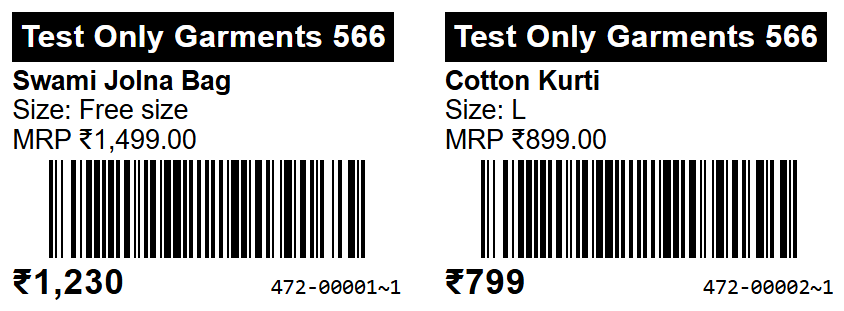 Test Only Garments 566
Swami Jolna Bag
Size: Free size
MRP ₹1,499.00
₹1,230
472-00001~1
Test Only Garments 566
Cotton Kurti
Size: L
MRP ₹899.00
₹799
472-00002~1